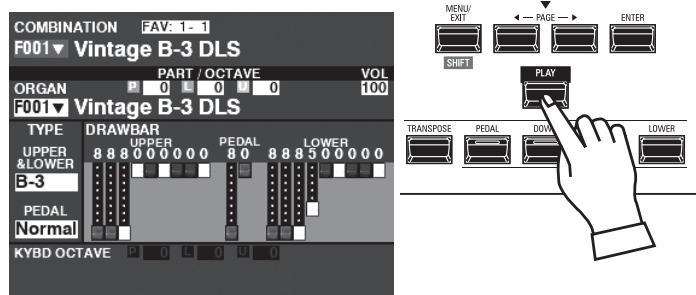 COMBINATION FAV: 1- 1
F001▼ Vintage B-3 DLS
PART / OCTAVE VOL
ORGAN P 0 L 0 U 0 100
F001▼ Vintage B-3 DLS
TYPE DRAWBAR
UPPER PEDAL LOWER
UPPER 888000000 80 888500000
&LOWER
B-3
PEDAL
Normal
KYBD OCTAVE P 0 L 0 U 0
MENU/
EXIT ◄ — PAGE — ► ENTER
SHIFT
PLAY
TRANSPOSE PEDAL DOW LOWER